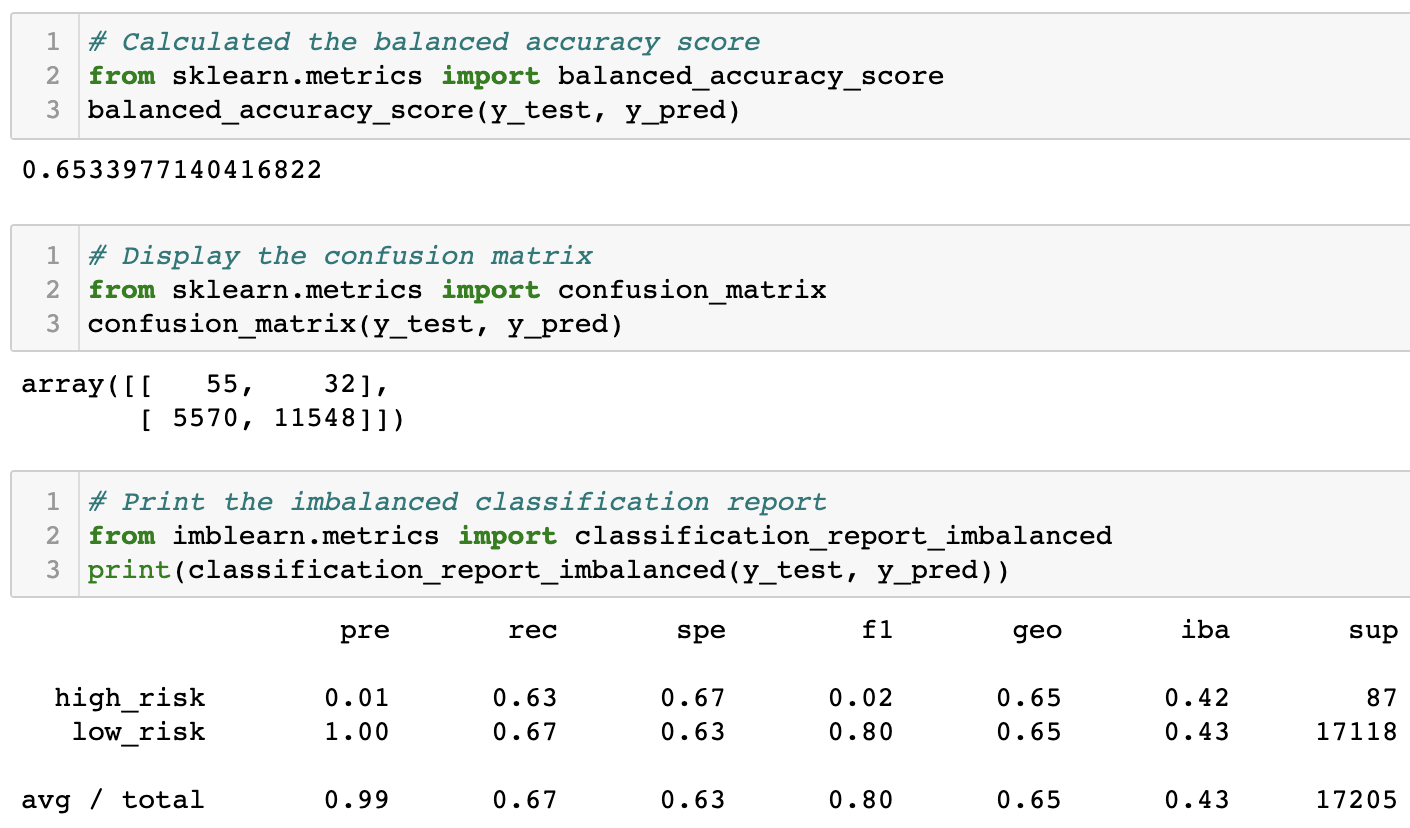 1 # Calculated the balanced accuracy score
2 from sklearn.metrics import balanced_accuracy_score
3 balanced_accuracy_score(y_test, y_pred)
0.6533977140416822
1 # Display the confusion matrix
2 from sklearn.metrics import confusion_matrix
3 confusion_matrix(y_test, y_pred)
array([[   55,    32],
       [ 5570, 11548]])
1 # Print the imbalanced classification report
2 from imblearn.metrics import classification_report_imbalanced
3 print(classification_report_imbalanced(y_test, y_pred))
                   pre       rec       spe        f1       geo       iba       sup
  high_risk       0.01      0.63      0.67      0.02      0.65      0.42        87
   low_risk       1.00      0.67      0.63      0.80      0.65      0.43     17118
avg / total       0.99      0.67      0.63      0.80      0.65      0.43     17205